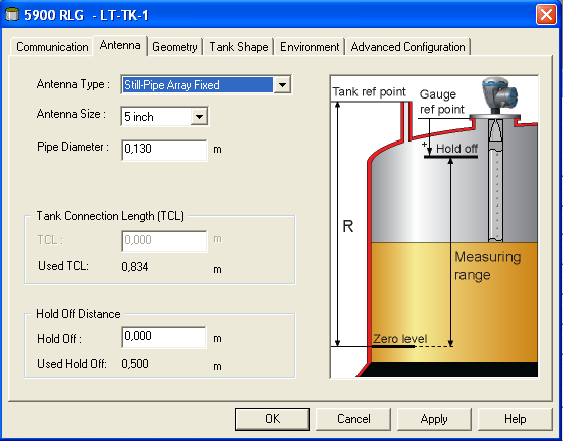 5900 RLG - LT-TK-1
Communication Antenna Geometry Tank Shape Environment Advanced Configuration
Antenna Type : Still-Pipe Array Fixed
Antenna Size : 5 inch
Pipe Diameter : 0,130 m
Tank Connection Length (TCL)
TCL : 0,000 m
Used TCL: 0,834 m
Hold Off Distance
Hold Off : 0,000 m
Used Hold Off: 0,500 m
Tank ref point
Gauge
ref point
+
Hold off
R
Measuring
range
Zero level
OK Cancel Apply Help